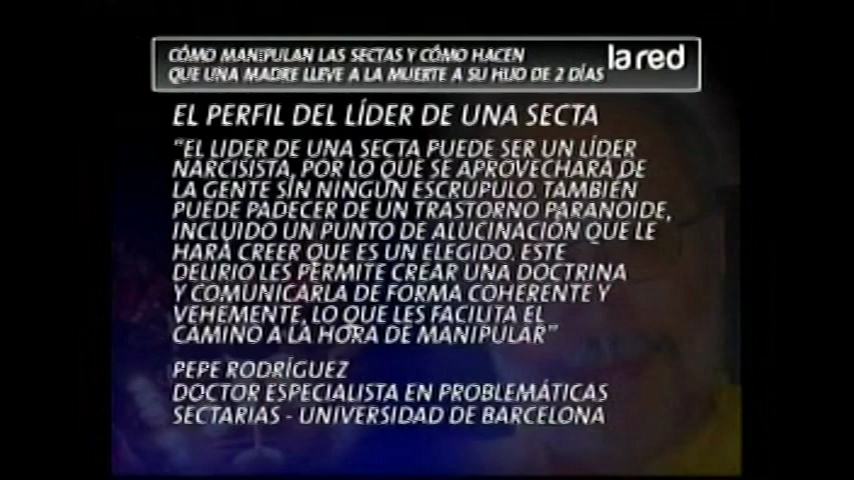 CÓMO MANIPULAN LAS SECTAS Y CÓMO HACEN
QUE UNA MADRE LLEVE A LA MUERTE A SU HIJO DE 2 DÍAS
la red
EL PERFIL DEL LÍDER DE UNA SECTA
"EL LIDER DE UNA SECTA PUEDE SER UN LÍDER
NARCISISTA, POR LO QUE SE APROVECHARÁ DE
LA GENTE SIN NINGÚN ESCRUPULO. TAMBIÉN
PUEDE PADECER DE UN TRASTORNO PARANOIDE,
INCLUIDO UN PUNTO DE ALUCINACIÓN QUE LE
HARÁ CREER QUE ES UN ELEGIDO. ESTE
DELIRIO LES PERMITE CREAR UNA DOCTRINA
Y COMUNICARLA DE FORMA COHERENTE Y
VEHEMENTE, LO QUE LES FACILITA EL
CAMINO A LA HORA DE MANIPULAR"
PEPE RODRÍGUEZ
DOCTOR ESPECIALISTA EN PROBLEMÁTICAS
SECTARIAS - UNIVERSIDAD DE BARCELONA